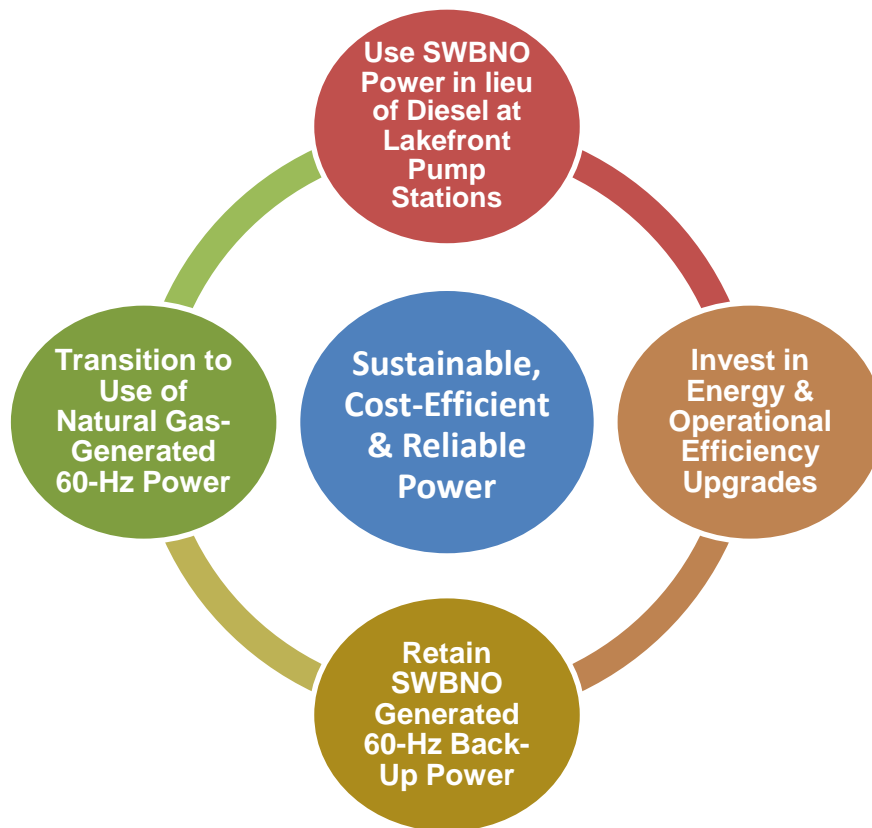 Use SWBNO
Power in lieu
of Diesel at
Lakefront
Pump
Stations
Transition to
Use of
Natural Gas-
Generated
60-Hz Power
Sustainable,
Cost-Efficient
& Reliable
Power
Invest in
Energy &
Operational
Efficiency
Upgrades
Retain
SWBNO
Generated
60-Hz Back-
Up Power